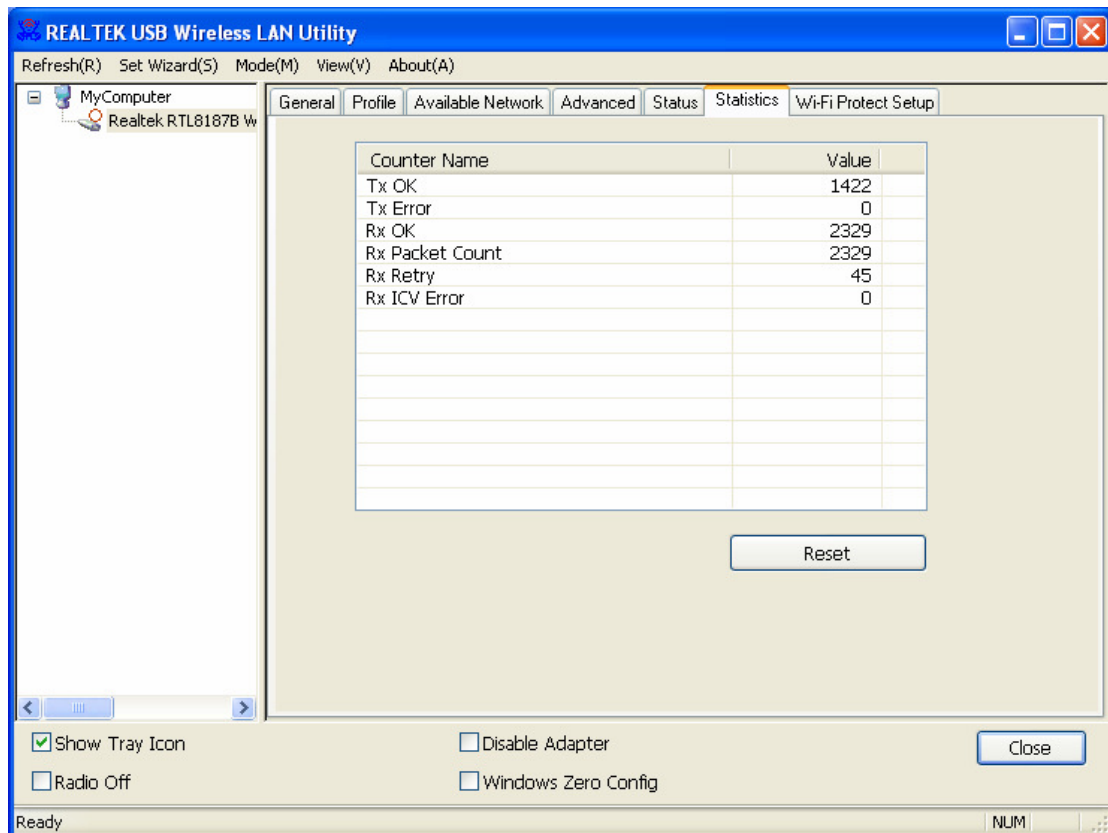 REALTEK USB Wireless LAN Utility
Refresh(R) Set Wizard(S) Mode(M) View(V) About(A)
MyComputer
Realtek RTL8187B W
General Profile Available Network Advanced Status Statistics Wi-Fi Protect Setup
Counter Name Value
Tx OK 1422
Tx Error 0
Rx OK 2329
Rx Packet Count 2329
Rx Retry 45
Rx ICV Error 0
Reset
Show Tray Icon Disable Adapter Close
Radio Off Windows Zero Config
Ready NUM